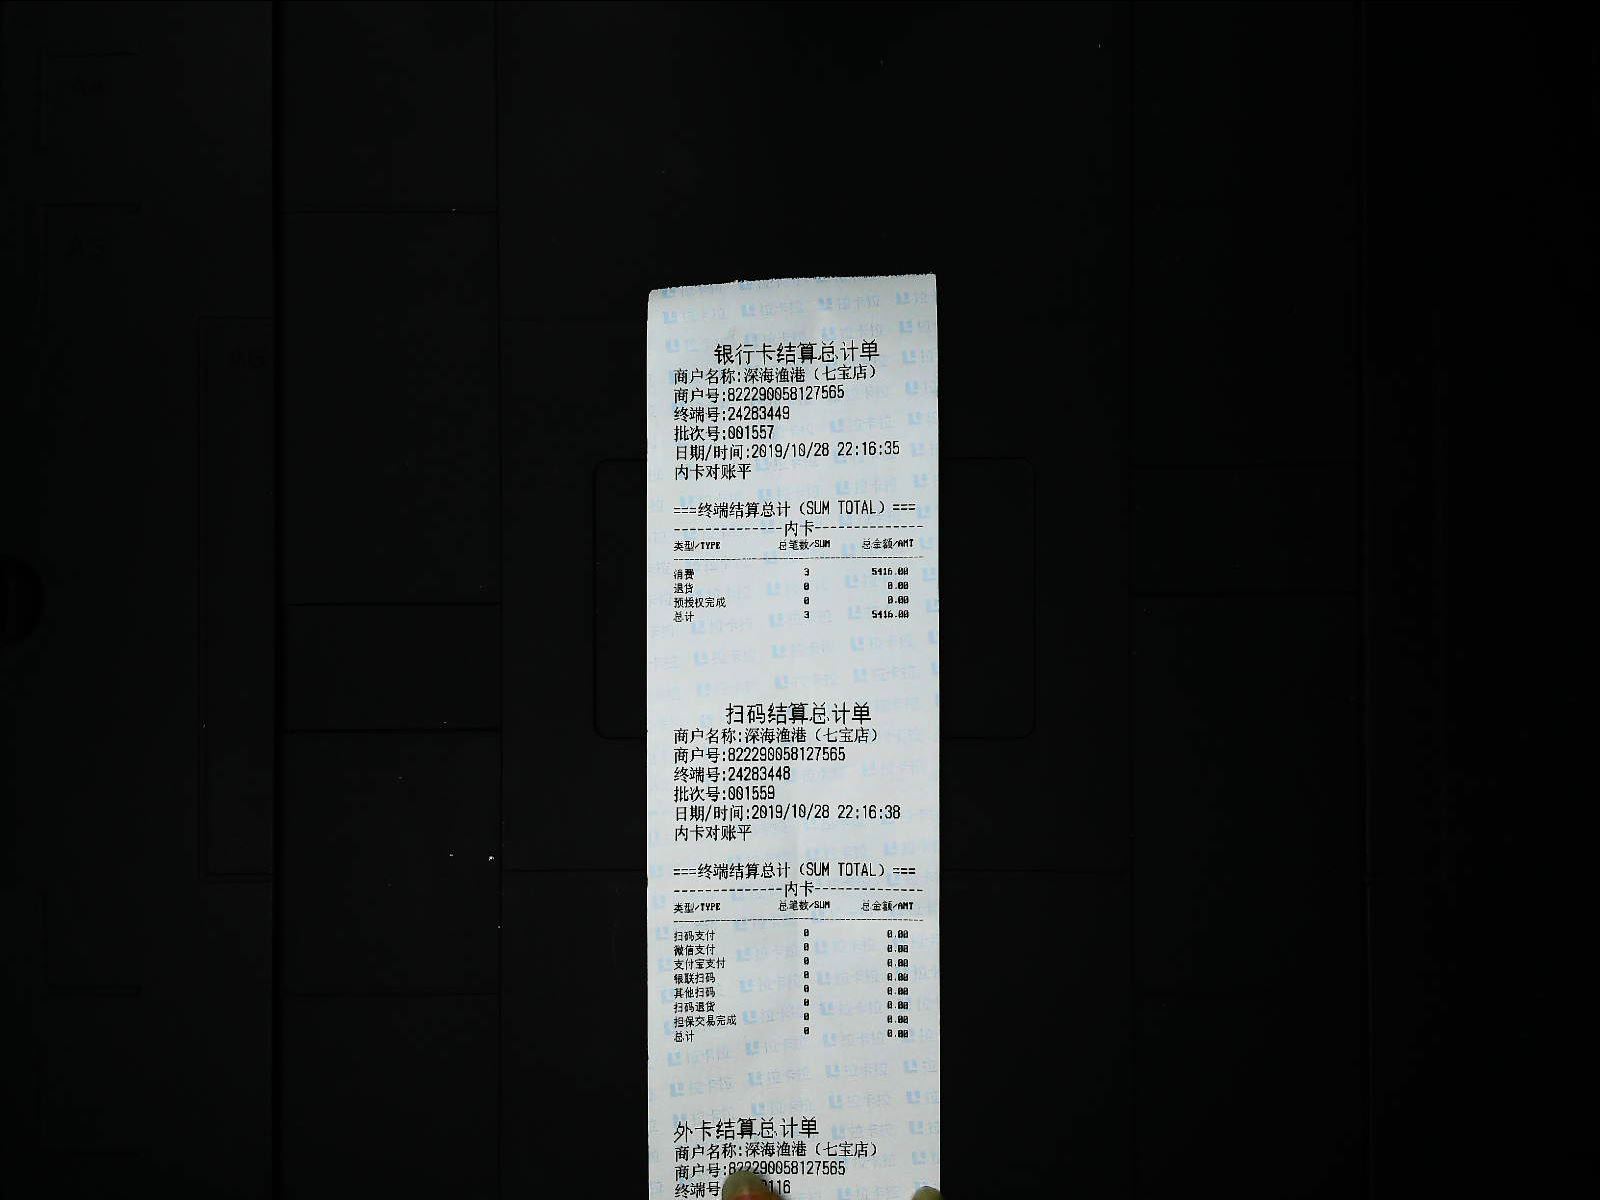 银行卡结算总计单
商户名称:深海渔港（七宝店）
商户号:822290058127565
终端号:24283449
批次号:001557
日期/时间:2019/10/28 22:16:35
内卡对账平
===终端结算总计（SUM TOTAL）===
--------------内卡--------------
类型/TYPE 总笔数/SUM 总金额/AMT
消费 3 5416.00
退货 0 0.00
预授权完成 0 0.00
总计 3 5416.00
扫码结算总计单
商户名称:深海渔港（七宝店）
商户号:822290058127565
终端号:24283448
批次号:001559
日期/时间:2019/10/28 22:16:38
内卡对账平
===终端结算总计（SUM TOTAL）===
--------------内卡--------------
类型/TYPE 总笔数/SUM 总金额/AMT
扫码支付 0 0.00
微信支付 0 0.00
支付宝支付 0 0.00
银联扫码 0 0.00
其他扫码 0 0.00
扫码退货 0 0.00
担保交易完成 0 0.00
总计 0 0.00
外卡结算总计单
商户名称:深海渔港（七宝店）
商户号:822290058127565
终端号: